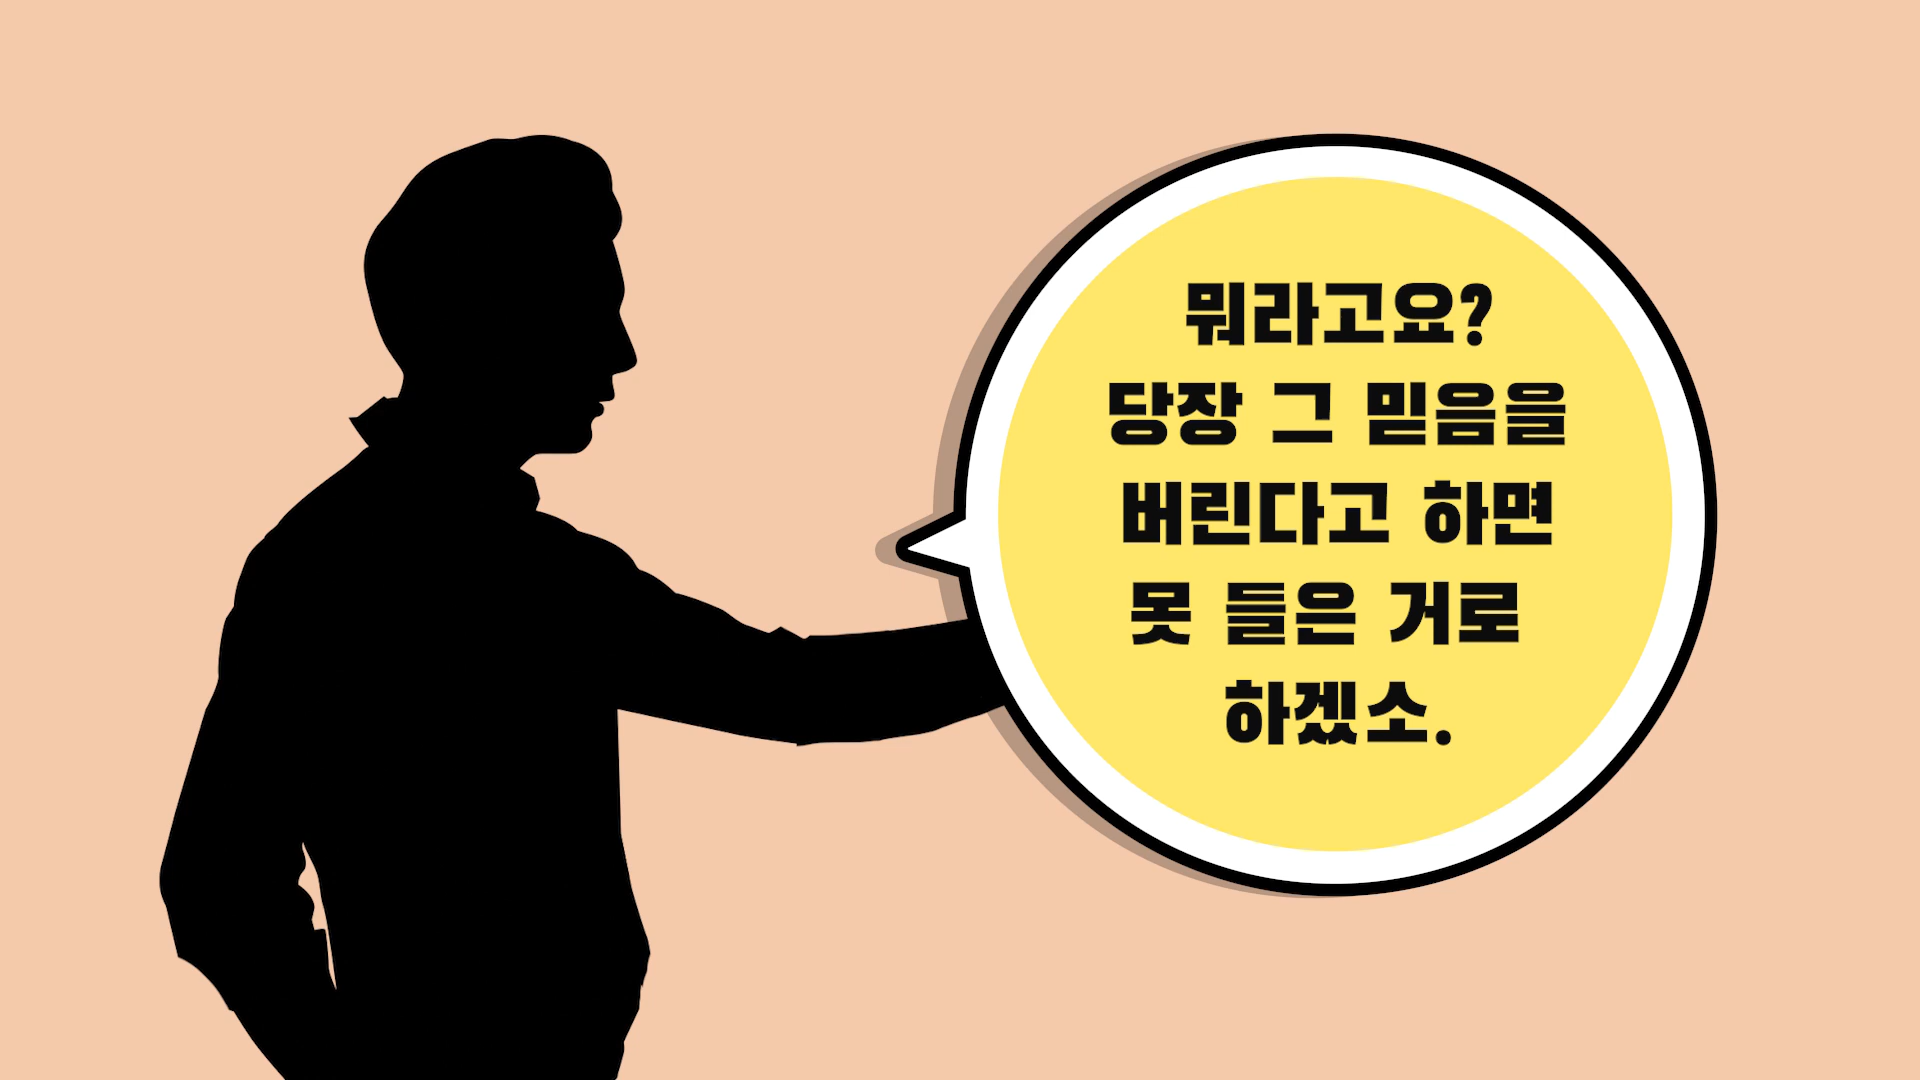 뭐라고요?
당장 그 믿음을
버린다고 하면
못 들은 거로
하겠소.